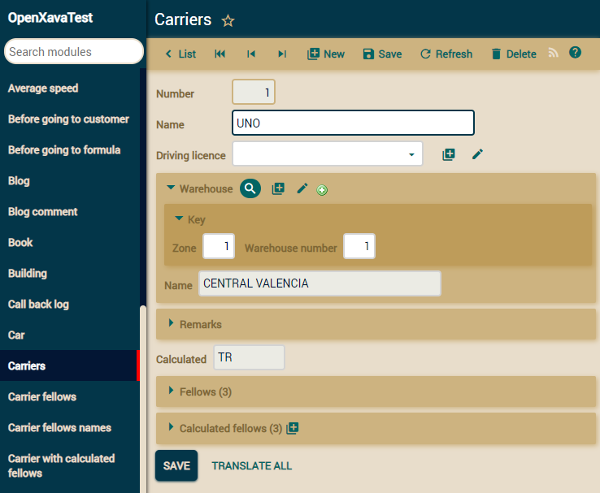 OpenXavaTest
Search modules
Average speed
Before going to customer
Before going to formula
Blog
Blog comment
Book
Building
Call back log
Car
Carriers
Carrier fellows
Carrier fellows names
Carrier with calculated
fellows
Carriers
List New Save Refresh Delete
Number 1
Name UNO
Driving licence
Warehouse
Key
Zone 1 Warehouse number 1
Name CENTRAL VALENCIA
Remarks
Calculated TR
Fellows (3)
Calculated fellows (3)
SAVE TRANSLATE ALL